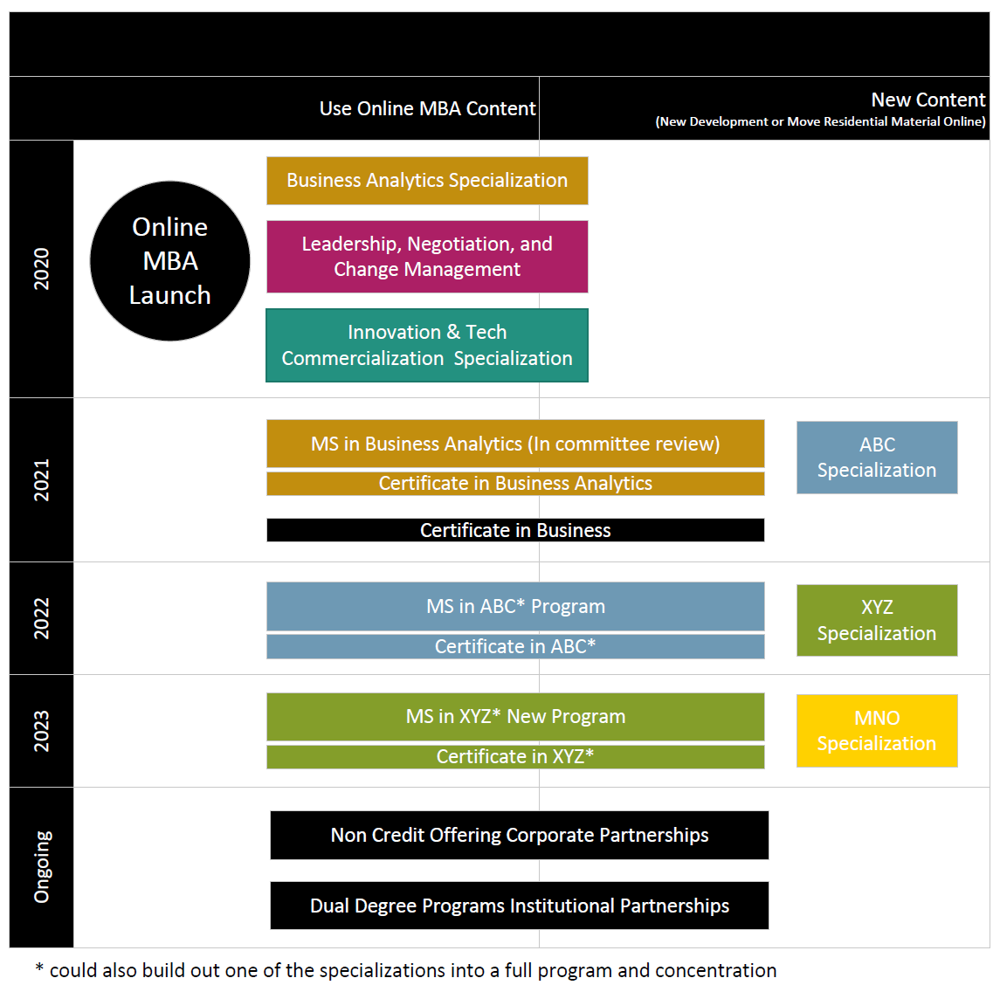 Use Online MBA Content
New Content
(New Development or Move Residential Material Online)
2020
Online
MBA
Launch
Business Analytics Specialization
Leadership, Negotiation, and
Change Management
Innovation & Tech
Commercialization  Specialization
2021
MS in Business Analytics (In committee review)
Certificate in Business Analytics
Certificate in Business
ABC
Specialization
2022
MS in ABC* Program
Certificate in ABC*
XYZ
Specialization
2023
MS in XYZ* New Program
Certificate in XYZ*
MNO
Specialization
Ongoing
Non Credit Offering Corporate Partnerships
Dual Degree Programs Institutional Partnerships
* could also build out one of the specializations into a full program and concentration